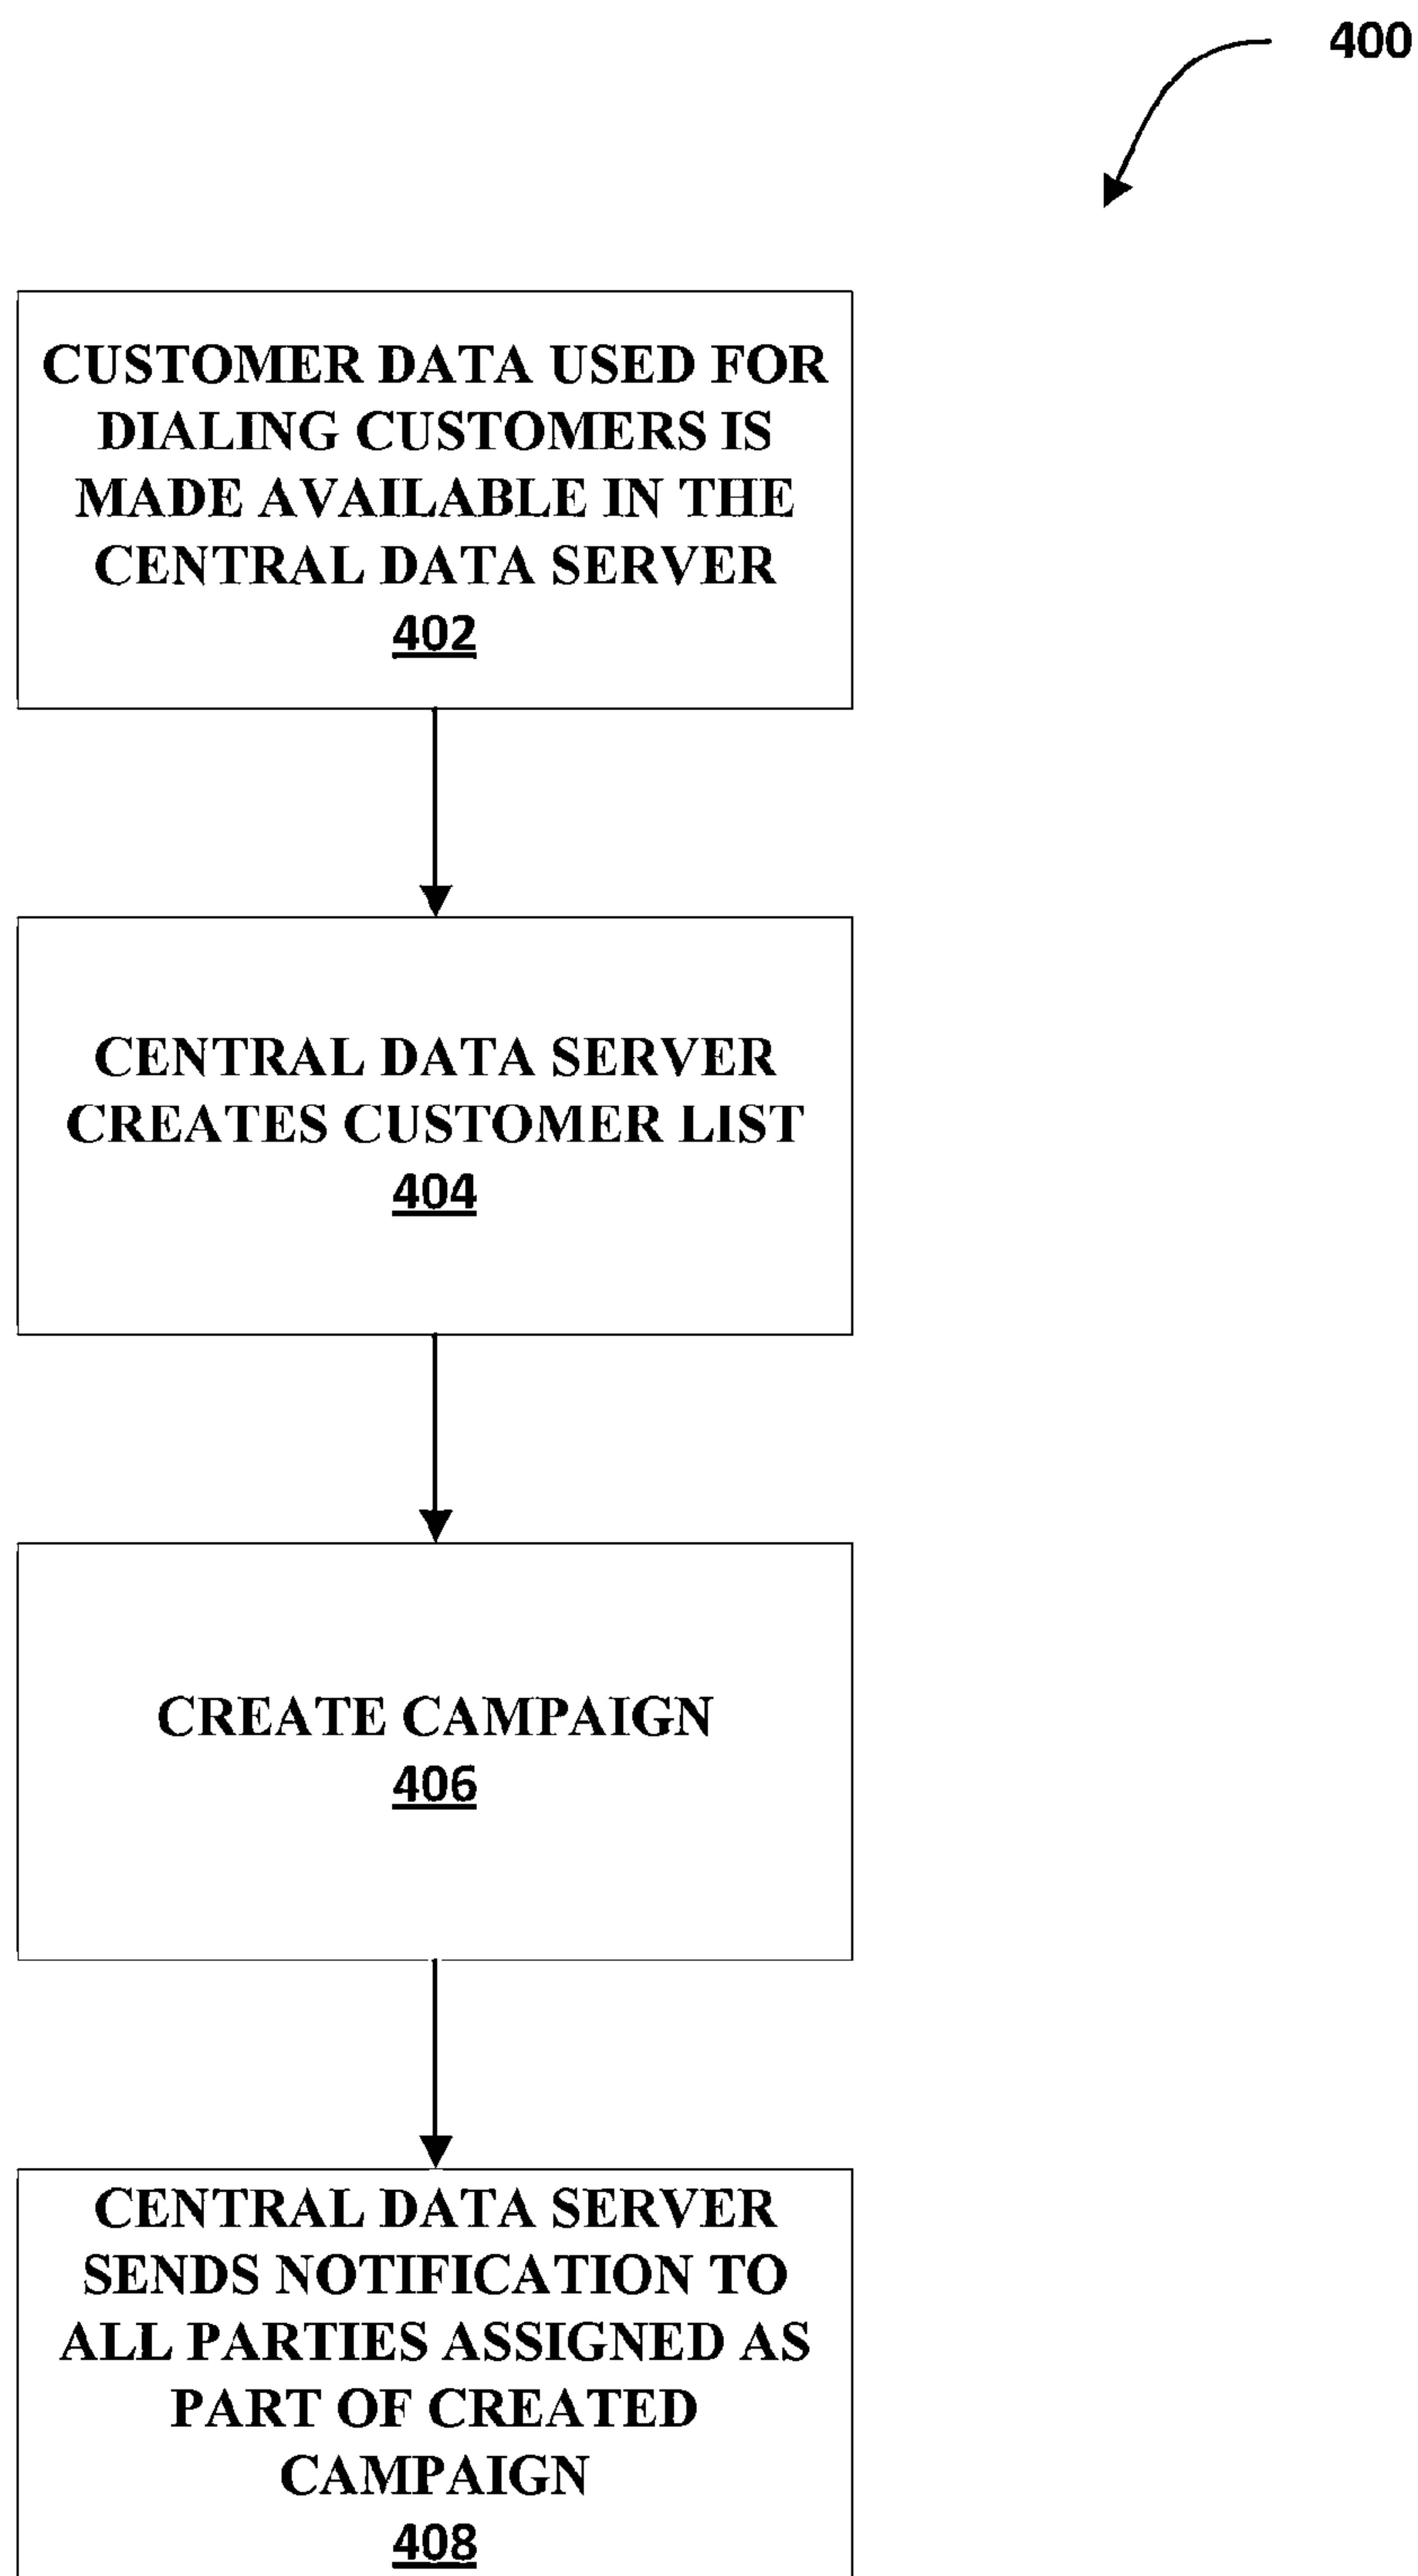 400
CUSTOMER DATA USED FOR
DIALING CUSTOMERS IS
MADE AVAILABLE IN THE
CENTRAL DATA SERVER
402
CENTRAL DATA SERVER
CREATES CUSTOMER LIST
404
CREATE CAMPAIGN
406
CENTRAL DATA SERVER
SENDS NOTIFICATION TO
ALL PARTIES ASSIGNED AS
PART OF CREATED
CAMPAIGN
408